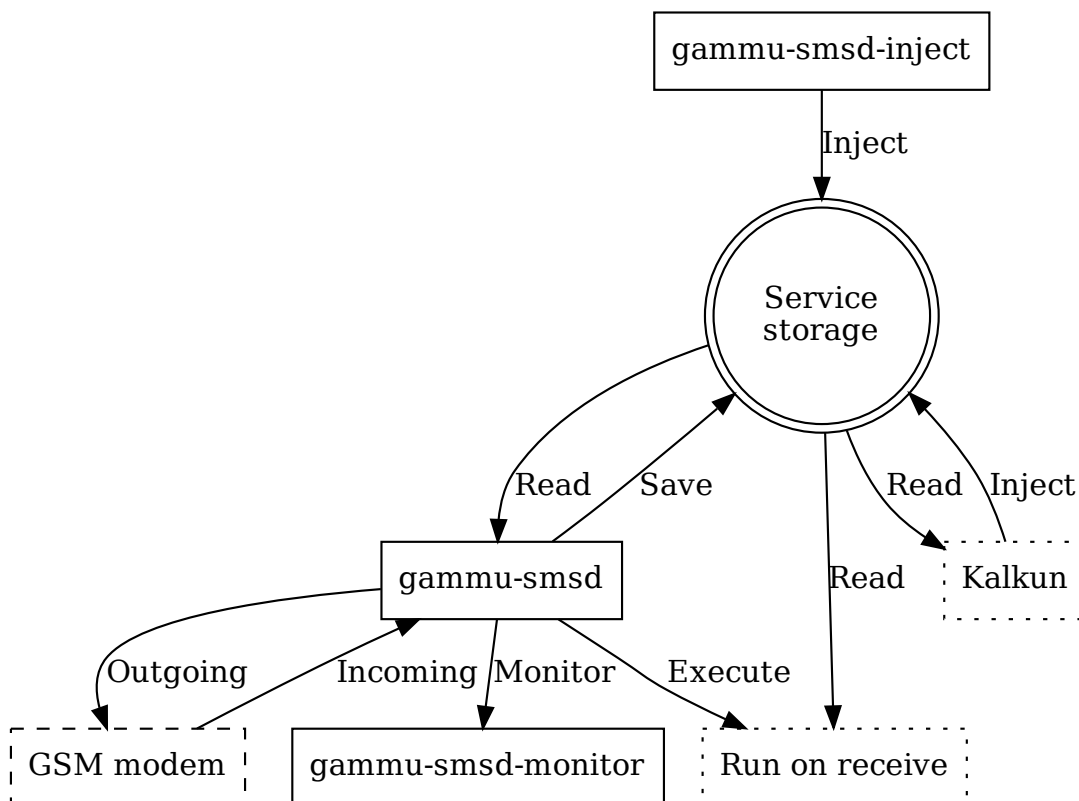 gammu-smsd-inject
Inject
Service
storage
Read
Save
Read
Inject
gammu-smsd
Read
Kalkun
Outgoing
Incoming
Monitor
Execute
GSM modem
gammu-smsd-monitor
Run on receive